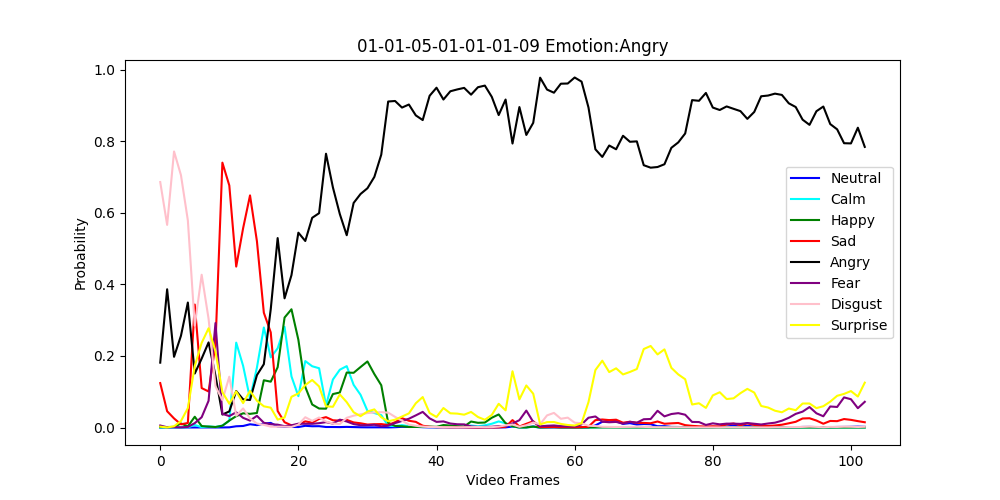 01-01-05-01-01-01-09 Emotion:Angry
1.0
0.8
0.6
0.4
0.2
0.0
Probability
0
20
40
60
80
100
Video Frames
Neutral
Calm
Happy
Sad
Angry
Fear
Disgust
Surprise